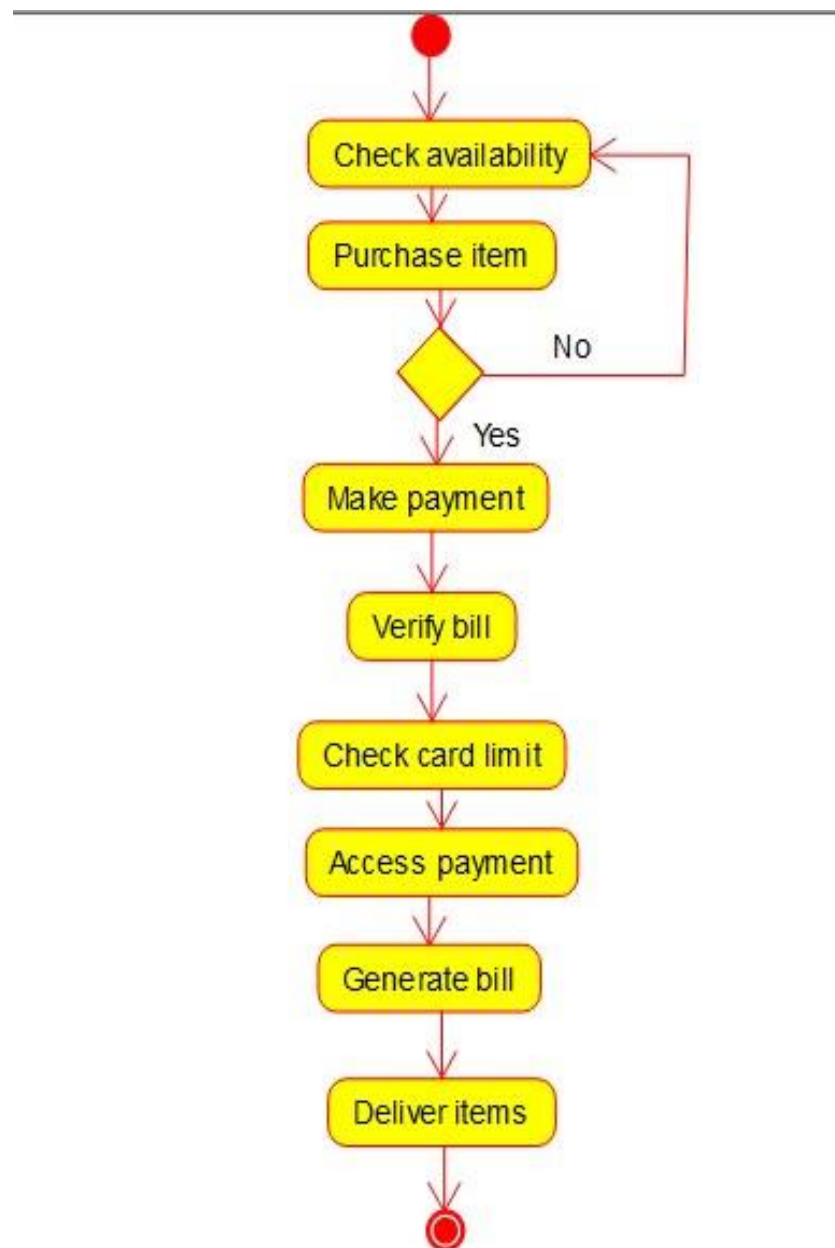 Check availability
Purchase item
No
Yes
Make payment
Verify bill
Check card limit
Access payment
Generate bill
Deliver items